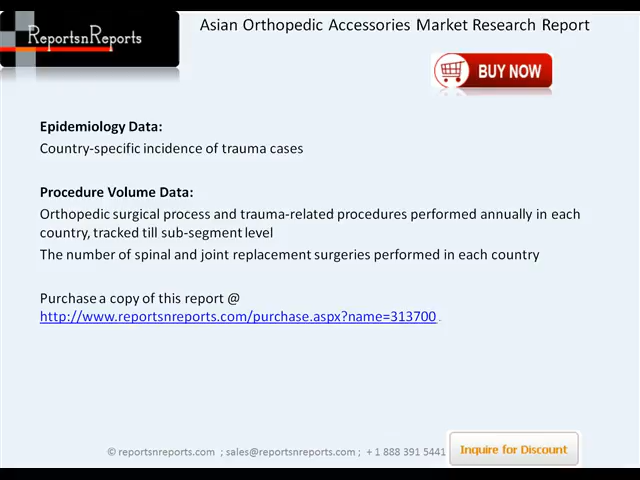 ReportsnReports
Asian Orthopedic Accessories Market Research Report
BUY NOW
Epidemiology Data:
Country-specific incidence of trauma cases
Procedure Volume Data:
Orthopedic surgical process and trauma-related procedures performed annually in each
country, tracked till sub-segment level
The number of spinal and joint replacement surgeries performed in each country
Purchase a copy of this report @
http://www.reportsnreports.com/purchase.aspx?name=313700 .
© reportsnreports.com ; sales@reportsnreports.com ; + 1 888 391 5441
Inquire for Discount